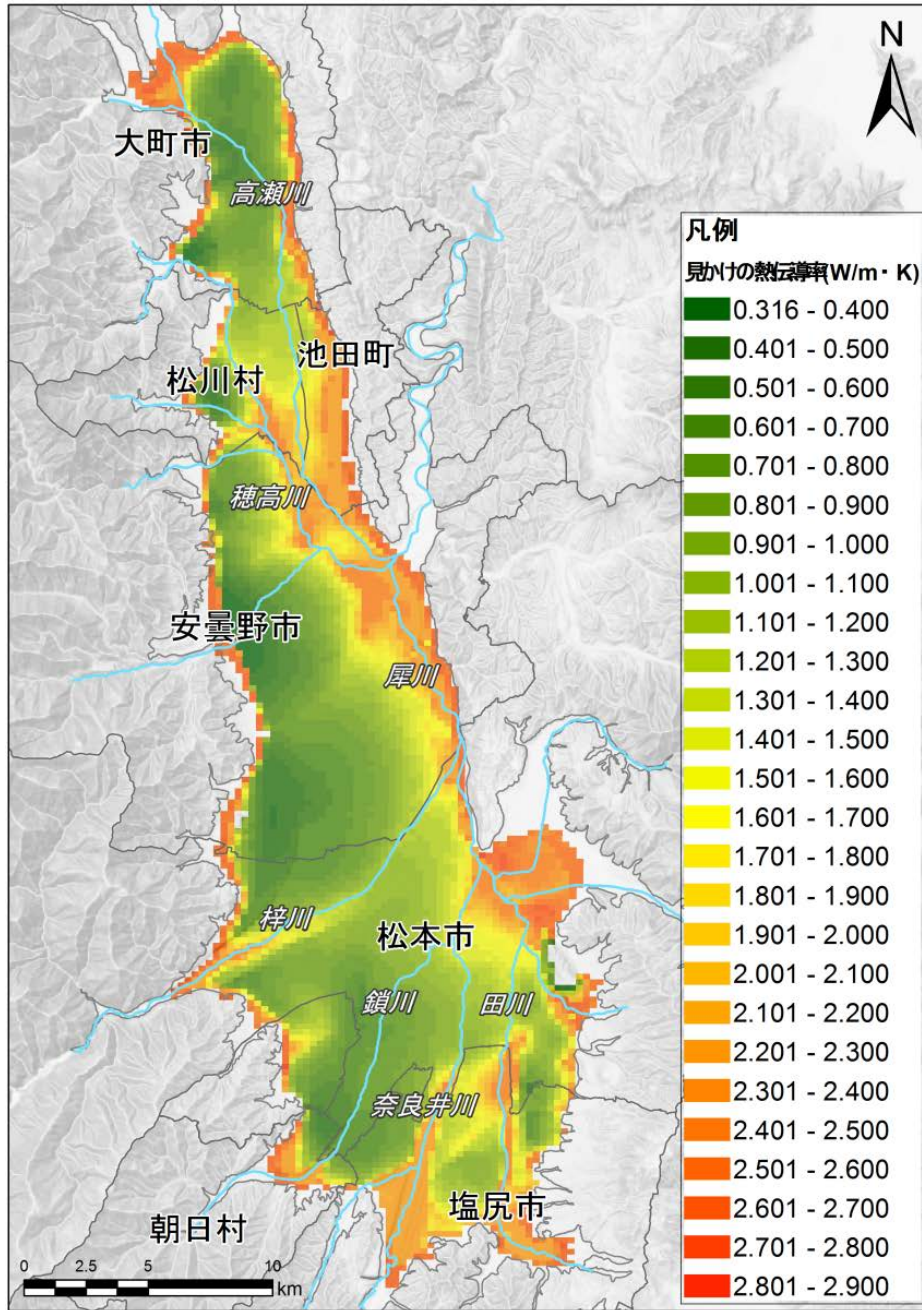 N
大町市
高瀬川
池田町
松川村
穂高川
安曇野市
犀川
梓川
松本市
鎖川
田川
奈良井川
塩尻市
朝日村
0 2.5 5 10
km
凡例
見かけの熱伝導率(W/m・K)
0.316 - 0.400
0.401 - 0.500
0.501 - 0.600
0.601 - 0.700
0.701 - 0.800
0.801 - 0.900
0.901 - 1.000
1.001 - 1.100
1.101 - 1.200
1.201 - 1.300
1.301 - 1.400
1.401 - 1.500
1.501 - 1.600
1.601 - 1.700
1.701 - 1.800
1.801 - 1.900
1.901 - 2.000
2.001 - 2.100
2.101 - 2.200
2.201 - 2.300
2.301 - 2.400
2.401 - 2.500
2.501 - 2.600
2.601 - 2.700
2.701 - 2.800
2.801 - 2.900